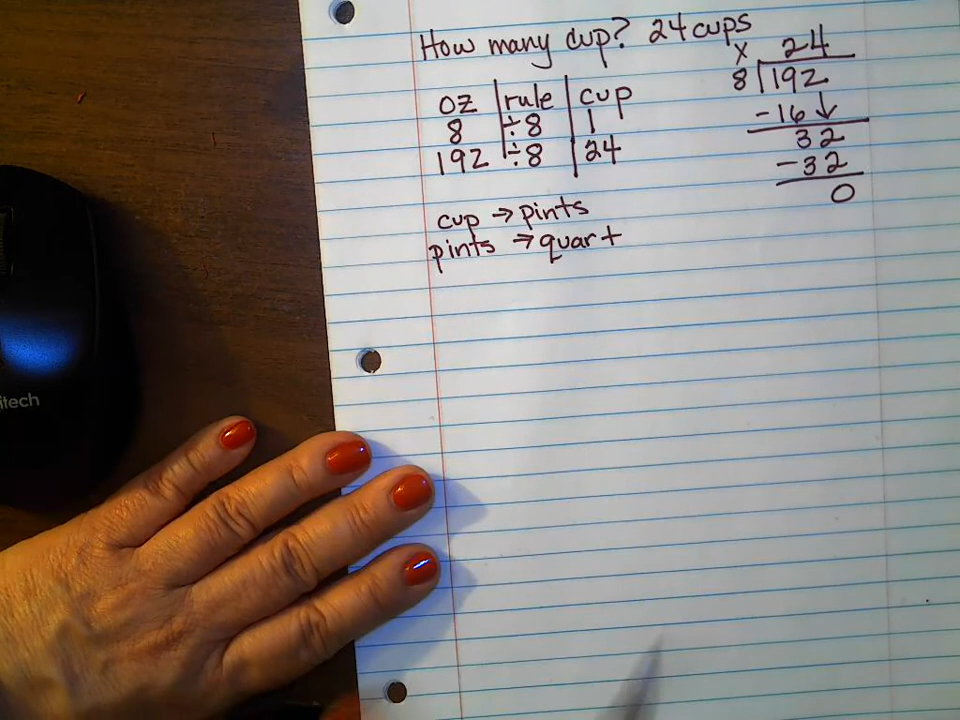 How many cup? 24 cups
oz | rule | cup
8 | ÷8 | 1
192 | ÷8 | 24
cup → pints
pints → quart
x 24
8 192
-16↓
32
-32
0
itech